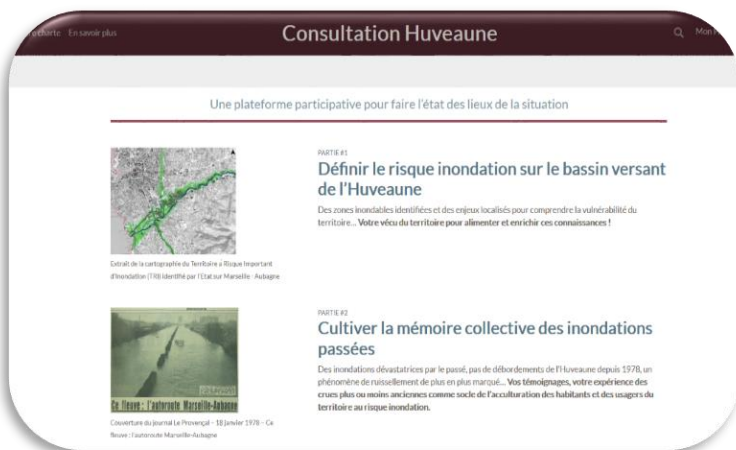 re charte En savoir plus Consultation Huveaune Mon
Une plateforme participative pour faire l'état des lieux de la situation
PARTIE #1
Définir le risque inondation sur le bassin versant
de l'Huveaune
Des zones inondables identifiées et des enjeux localisés pour comprendre la vulnérabilité du
territoire... Votre vécu du territoire pour alimenter et enrichir ces connaissances !
Extrait de la cartographie du Territoire à Risque Important
d'Inondation (TRI) identifié par l'Etat sur Marseille - Aubagne
PARTIE #2
Cultiver la mémoire collective des inondations
passées
Des inondations dévastatrices par le passé, pas de débordements de l'Huveaune depuis 1978, un
phénomène de ruissellement de plus en plus marqué... Vos témoignages, votre expérience des
crues plus ou moins anciennes comme socle de l'acculturation des habitants et des usagers du
territoire au risque inondation.
Ce fleuve : l'autoroute Marseille-Aubagne
Couverture du journal Le Provençal – 18 janvier 1978 – Ce
fleuve : l'autoroute Marseille-Aubagne